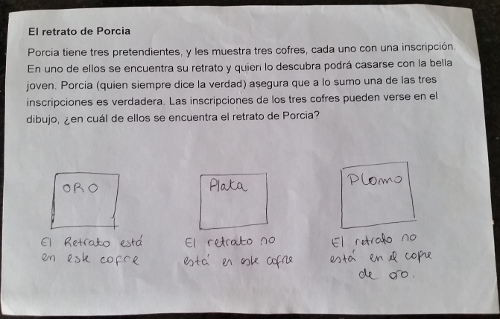 El retrato de Porcia
Porcia tiene tres pretendientes, y les muestra tres cofres, cada uno con una inscripción.
En uno de ellos se encuentra su retrato y quien lo descubra podrá casarse con la bella
joven. Porcia (quien siempre dice la verdad) asegura que a lo sumo una de las tres
inscripciones es verdadera. Las inscripciones de los tres cofres pueden verse en el
dibujo, ¿en cuál de ellos se encuentra el retrato de Porcia?
ORO
Plata
Plomo
El Retrato está
en este cofre
El retrato no
está en este cofre
El retrato no
está en el cofre
de oro.